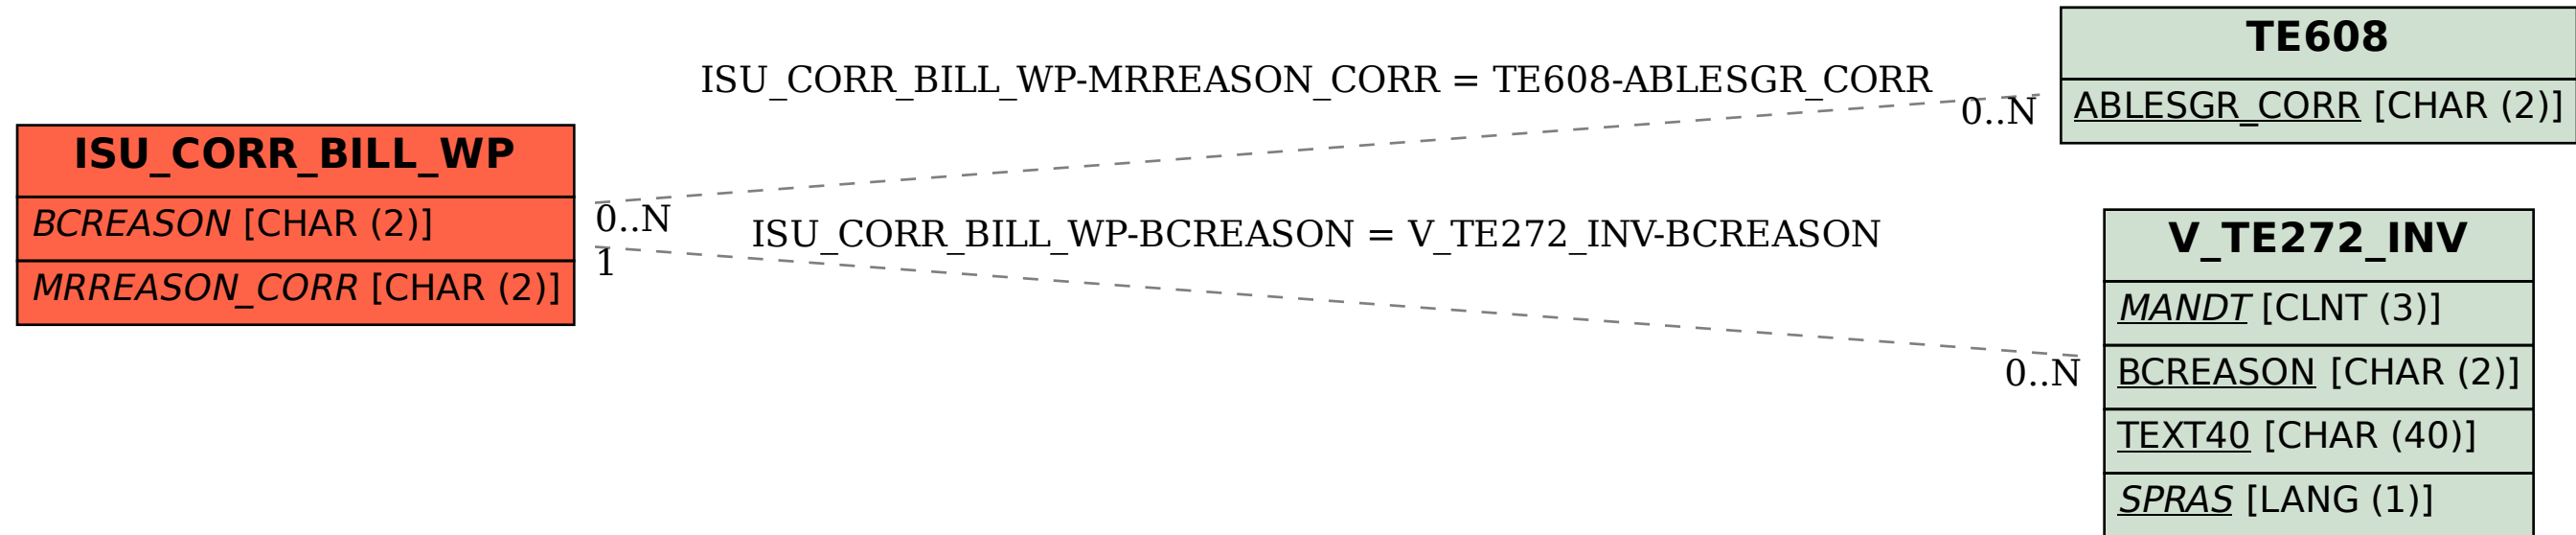 TE608
ABLESGR_CORR [CHAR (2)]
ISU_CORR_BILL_WP-MRREASON_CORR = TE608-ABLESGR_CORR
0..N
ISU_CORR_BILL_WP
BCREASON [CHAR (2)]
MRREASON_CORR [CHAR (2)]
0..N
1
ISU_CORR_BILL_WP-BCREASON = V_TE272_INV-BCREASON
0..N
V_TE272_INV
MANDT [CLNT (3)]
BCREASON [CHAR (2)]
TEXT40 [CHAR (40)]
SPRAS [LANG (1)]